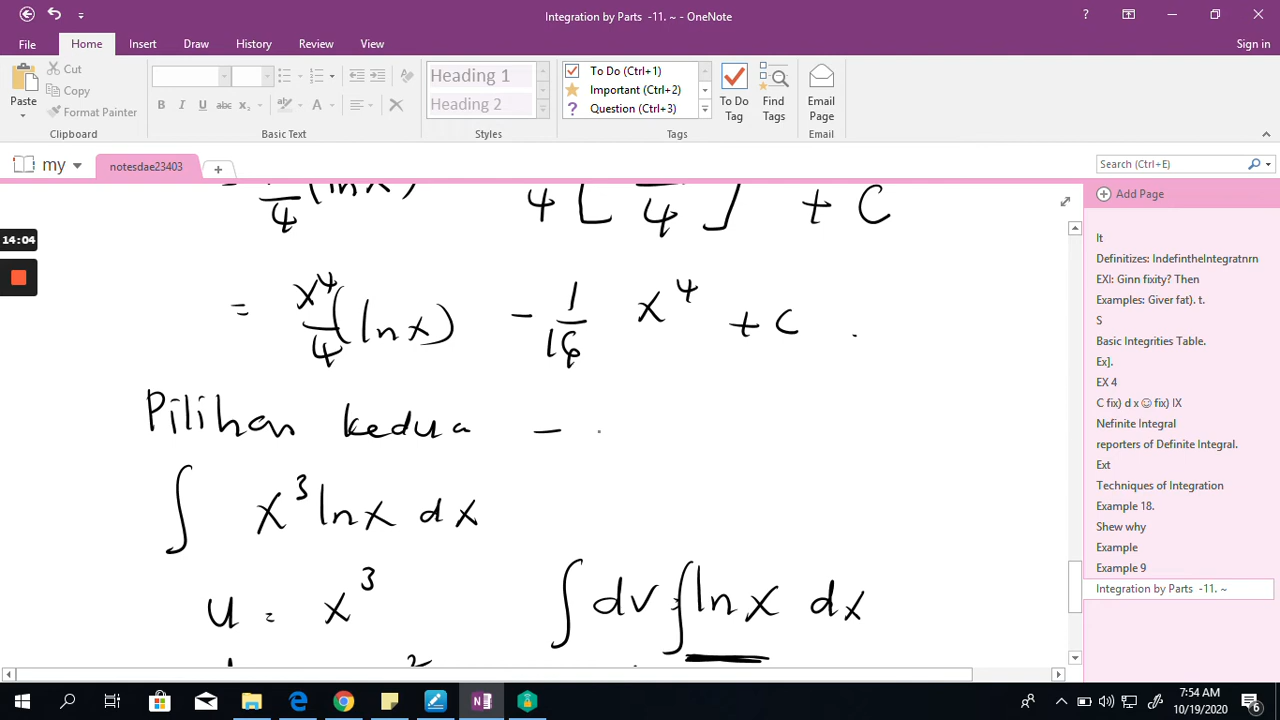 Integration by Parts -11. ~ - OneNote
?
File Home Insert Draw History Review View
Sign in
Paste
Cut
Copy
Format Painter
Clipboard
B I U abc x
A
Basic Text
Heading 1
Heading 2
Styles
To Do (Ctrl+1)
Important (Ctrl+2)
? Question (Ctrl+3)
Tags
To Do
Tag
Find
Tags
Email
Page
Email
my
notesdae23403
+
Search (Ctrl+E)
14:04
4 (ln x) 4 [ 4 ] + C
= x⁴/4 (ln x) - 1/16 x⁴ + C .
Pilihan kedua -
∫ x³ ln x dx
u = x³ ∫ dv = ∫ ln x dx
Add Page
It
Definitizes: IndefintheIntegratnrn
EXI: Ginn fixity? Then
Examples: Giver fat). t.
S
Basic Integrities Table.
Ex].
EX 4
C fix) d x☺ fix) IX
Nefinite Integral
reporters of Definite Integral.
Ext
Techniques of Integration
Example 18.
Shew why
Example
Example 9
Integration by Parts -11. ~
7:54 AM
10/19/2020
6